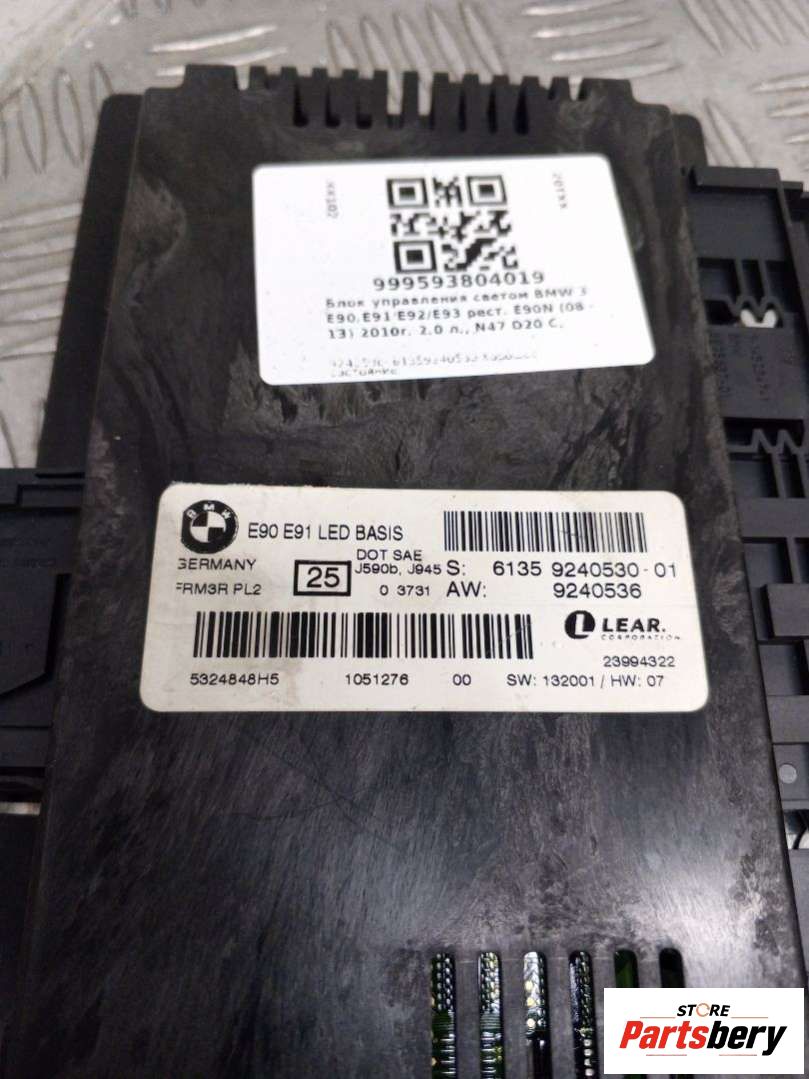 999593804019
Блок управления светом BMW 3
E90,E91 E92/E93 рест. E90N (08 -
13) 2010г. 2.0 л., N47 D20 C,
состояние
BMW
E90 E91 LED BASIS
GERMANY
DOT SAE
FRM3R PL2
25
J590b, J945
S: 6135 9240530-01
0 3731
AW: 9240536
LEAR.
CORPORATION
23994322
5324848H5
1051276
00
SW: 132001 / HW: 07
STORE
Partsbery